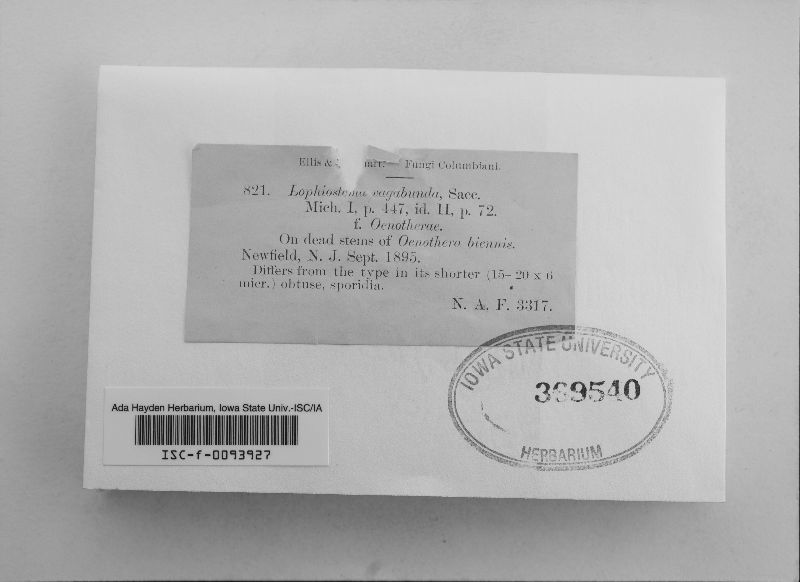 Ellis & Fungi Columbiani.
821. Lophiostoma vagabunda, Sacc.
Mich. I, p. 447, id. II, p. 72.
f. Oenotherae.
On dead stems of Oenothera biennis.
Newfield, N. J. Sept. 1895.
Differs from the type in its shorter (15–20 x 6
micr.) obtuse, sporidia.
N. A. F. 3317.
IOWA STATE UNIVERSITY
369540
HERBARIUM
Ada Hayden Herbarium, Iowa State Univ.-ISC/IA
ISC-f-0093927